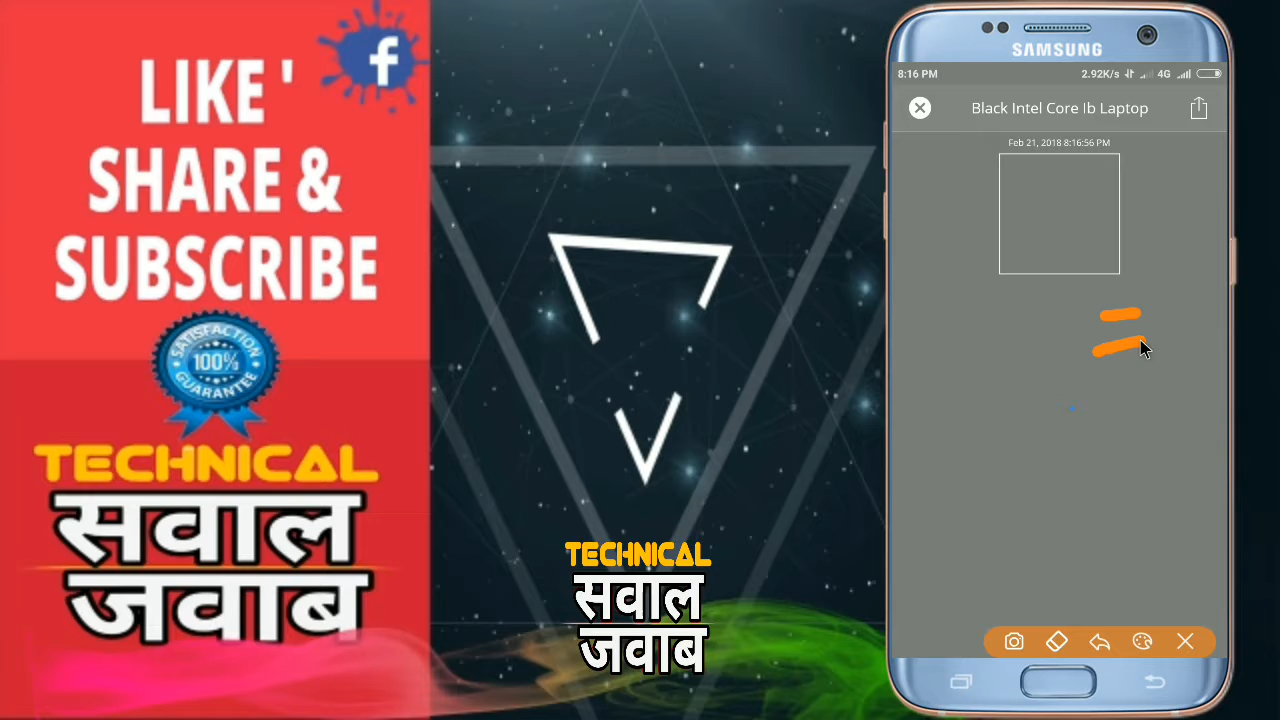 LIKE '
SHARE &
SUBSCRIBE
SATISFACTION
100%
GUARANTEE
TECHNICAL
सवाल
जवाब
TECHNICAL
सवाल
जवाब
SAMSUNG
8:16 PM 2.92K/s 4G
Black Intel Core Ib Laptop
Feb 21, 2018 8:16:56 PM